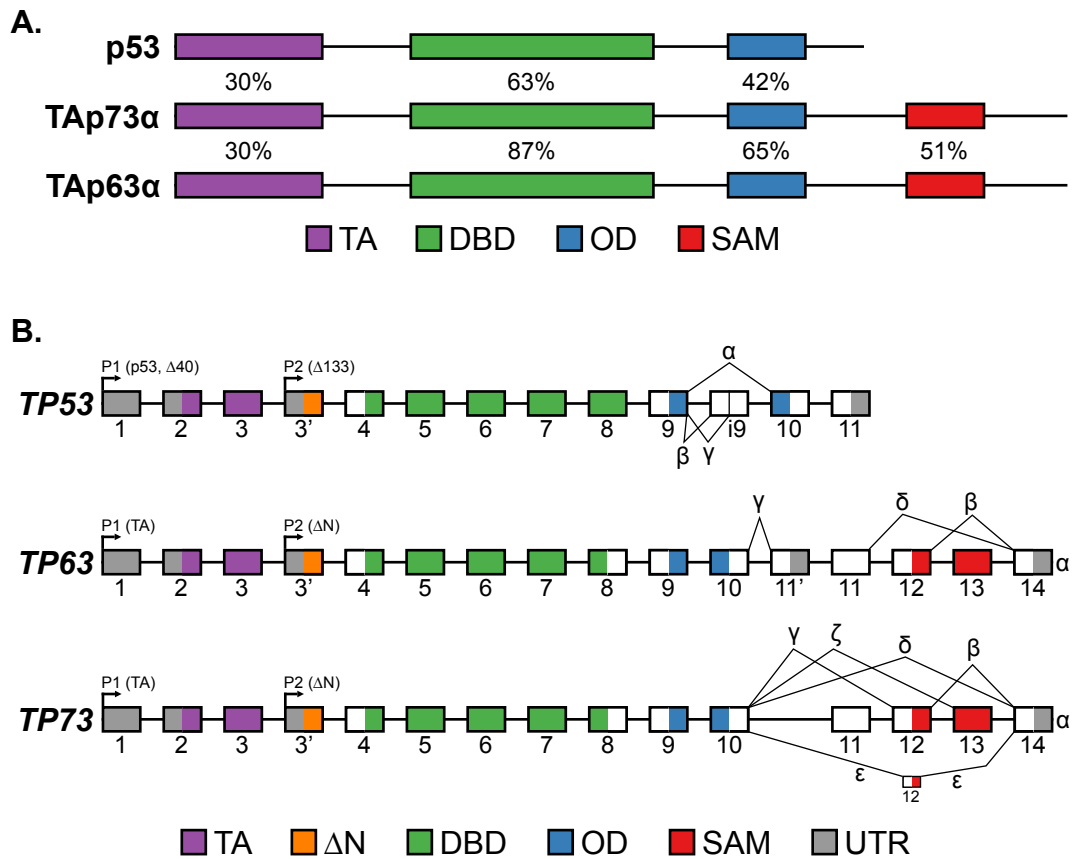 A.
p53
30% 63% 42%
TAp73α
30% 87% 65% 51%
TAp63α
TA DBD OD SAM
B.
P1 (p53, Δ40) P2 (Δ133) α
TP53
1 2 3 3’ 4 5 6 7 8 9 i9 10 11
β γ
P1 (TA) P2 (ΔN) γ δ β
TP63 α
1 2 3 3’ 4 5 6 7 8 9 10 11’ 11 12 13 14
P1 (TA) P2 (ΔN) γ ζ δ β
TP73 α
1 2 3 3’ 4 5 6 7 8 9 10 11 12 13 14
ε ε
12
TA ΔN DBD OD SAM UTR